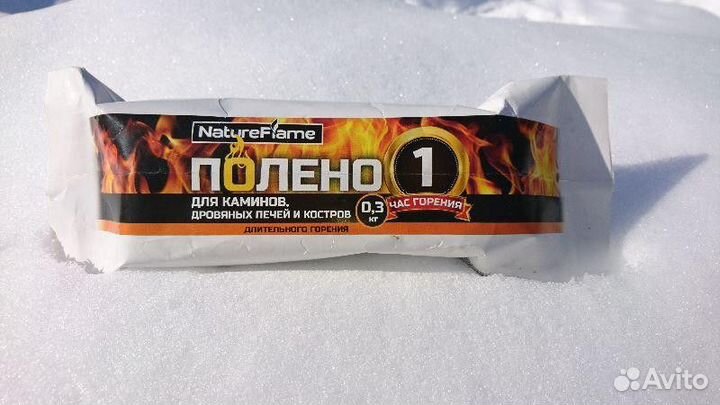 NatureFlame
ПОЛЕНО
1
ДЛЯ КАМИНОВ,
ДРОВЯНЫХ ПЕЧЕЙ И КОСТРОВ
0,3
кг
ЧАС ГОРЕНИЯ
ДЛИТЕЛЬНОГО ГОРЕНИЯ
Avito